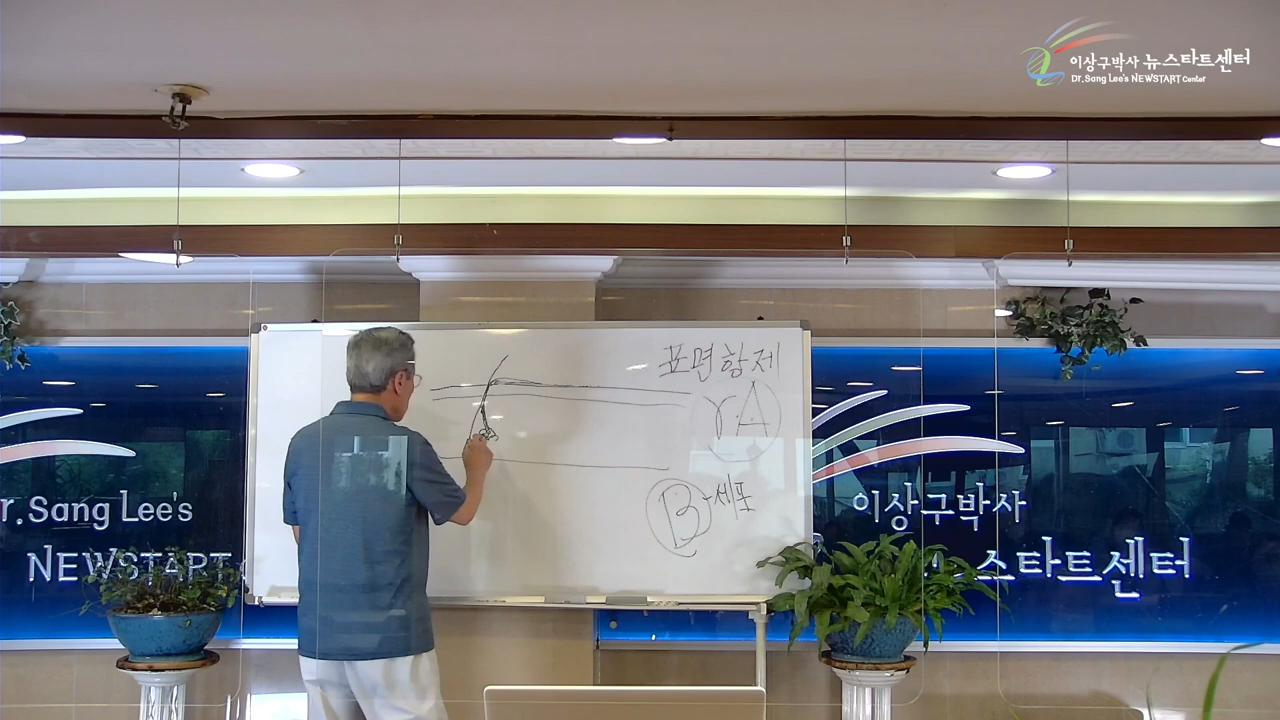 이상구박사 뉴스타트센터
Dr. Sang Lee's NEWSTART Center
표면항제
γ.A
B-세포
r. Sang Lee's
NEWSTART
이상구박사
스타트센터